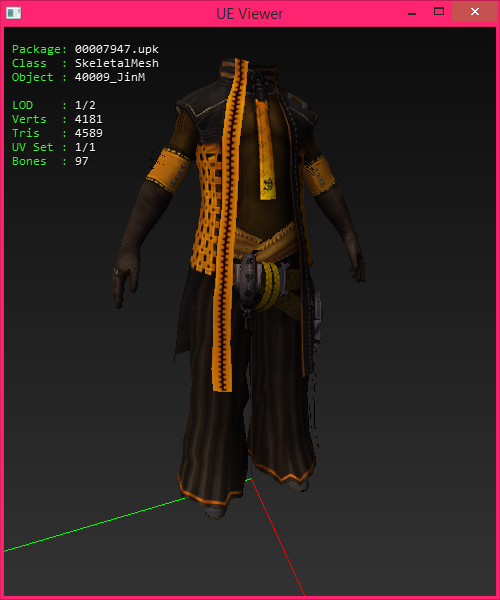 UE Viewer
Package: 00007947.upk
Class : SkeletalMesh
Object : 40009_JinM
LOD : 1/2
Verts : 4181
Tris : 4589
UV Set : 1/1
Bones : 97